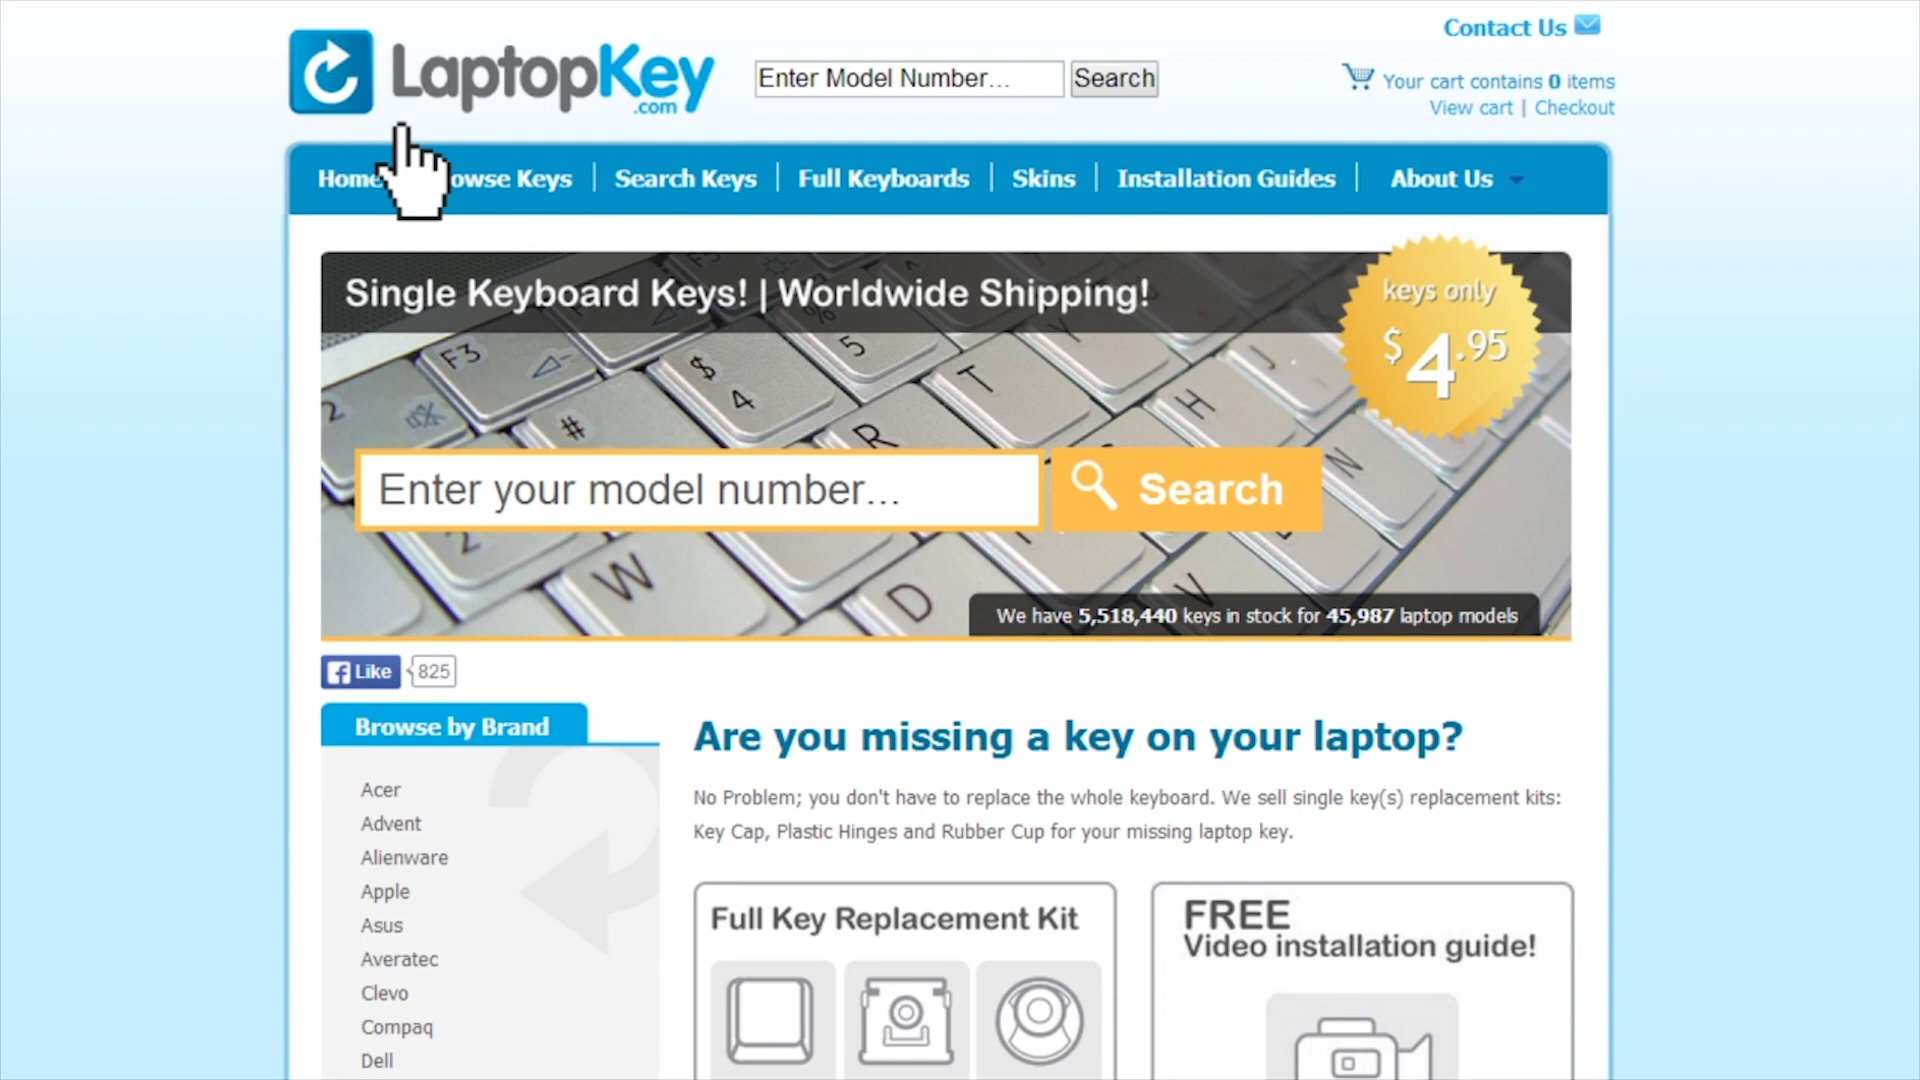 Contact Us
LaptopKey
.com
Enter Model Number...
Search
Your cart contains 0 items
View cart | Checkout
Home
owse Keys
Search Keys
Full Keyboards
Skins
Installation Guides
About Us
Single Keyboard Keys! | Worldwide Shipping!
keys only
$4.95
F3
$
4
5
%
T
H
J
N
2
#
R
Enter your model number...
Search
2
W
D
V
We have 5,518,440 keys in stock for 45,987 laptop models
Like
825
Browse by Brand
Acer
Advent
Alienware
Apple
Asus
Averatec
Clevo
Compaq
Dell
Are you missing a key on your laptop?
No Problem; you don't have to replace the whole keyboard. We sell single key(s) replacement kits:
Key Cap, Plastic Hinges and Rubber Cup for your missing laptop key.
Full Key Replacement Kit
FREE
Video installation guide!